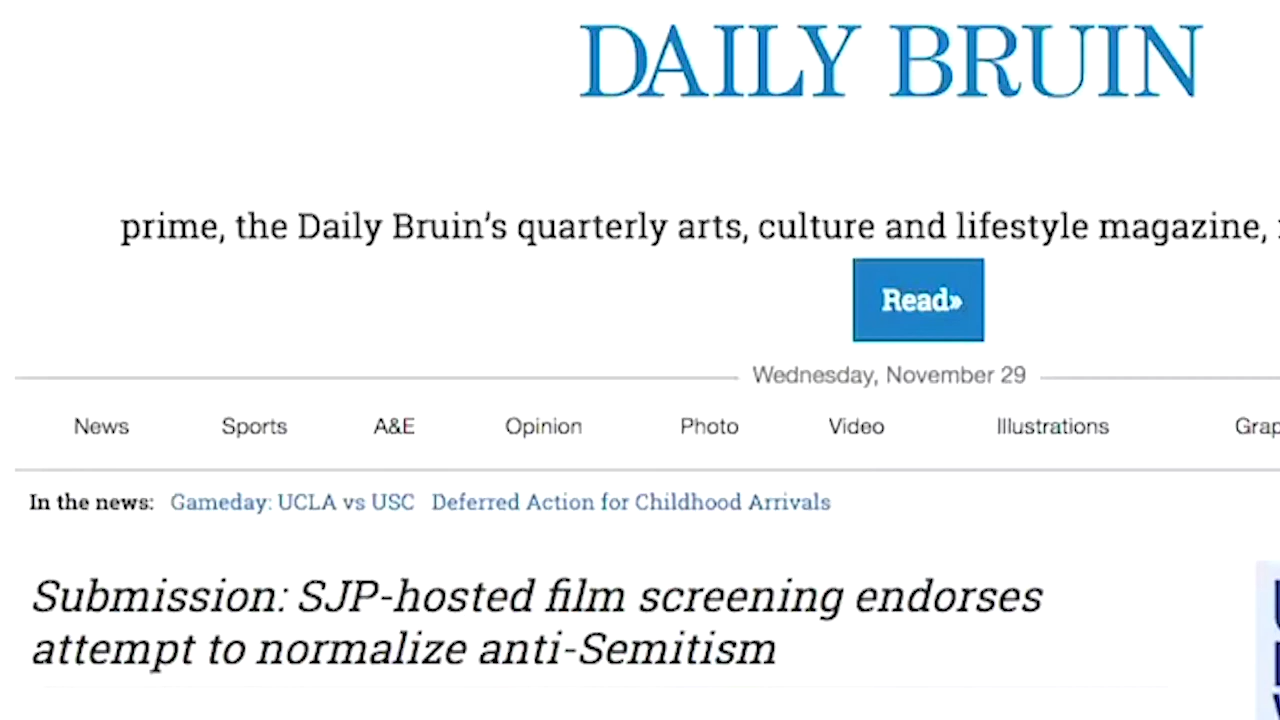 DAILY BRUIN
prime, the Daily Bruin's quarterly arts, culture and lifestyle magazine,
Read»
Wednesday, November 29
News Sports A&E Opinion Photo Video Illustrations
In the news: Gameday: UCLA vs USC Deferred Action for Childhood Arrivals
Submission: SJP-hosted film screening endorses
attempt to normalize anti-Semitism